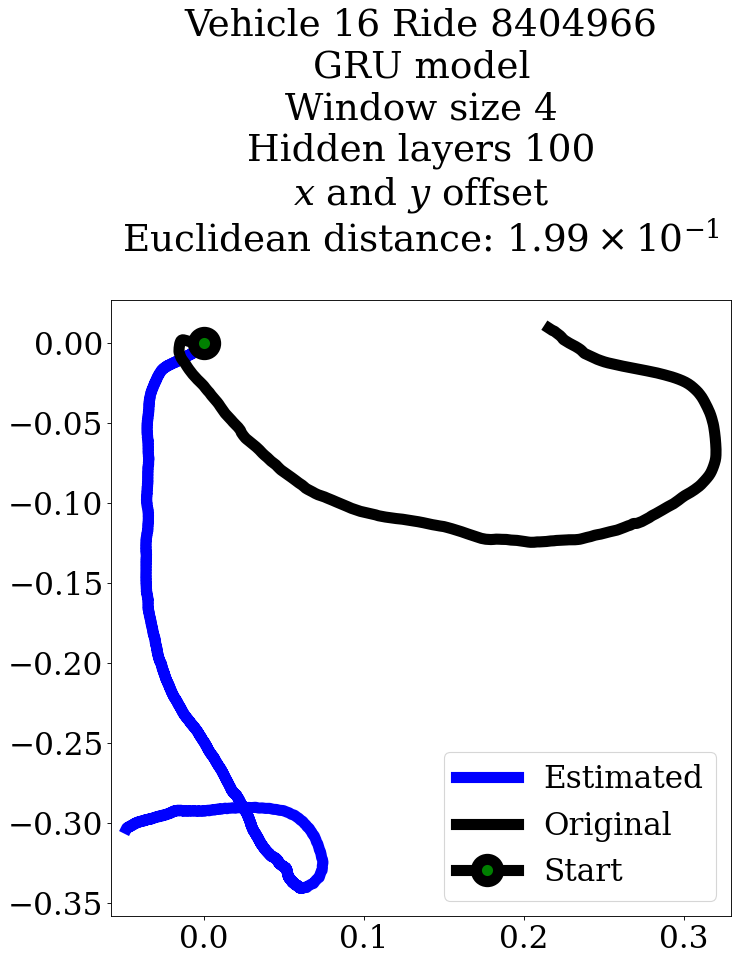 Vehicle 16 Ride 8404966
GRU model
Window size 4
Hidden layers 100
x and y offset
Euclidean distance: 1.99 × 10⁻¹
0.00
−0.05
−0.10
−0.15
−0.20
−0.25
−0.30
−0.35
Estimated
Original
Start
0.0 0.1 0.2 0.3